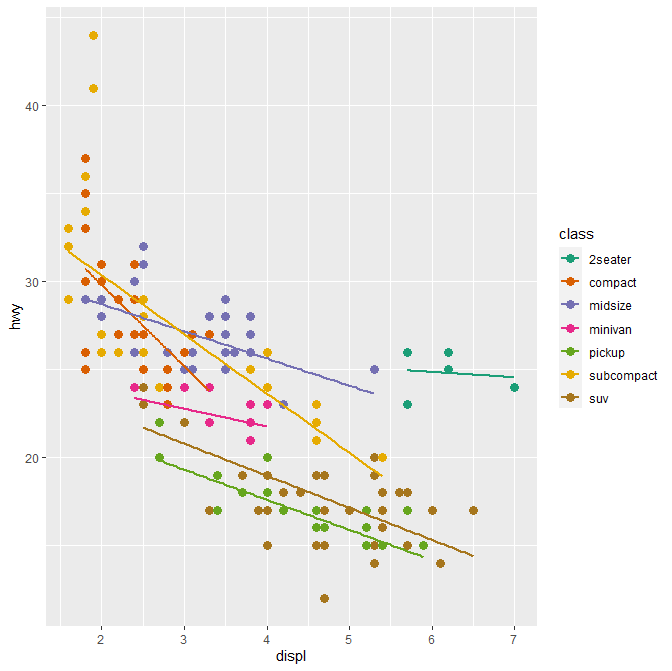 40
30
20
hwy
2
3
4
5
6
7
displ
class
2seater
compact
midsize
minivan
pickup
subcompact
suv